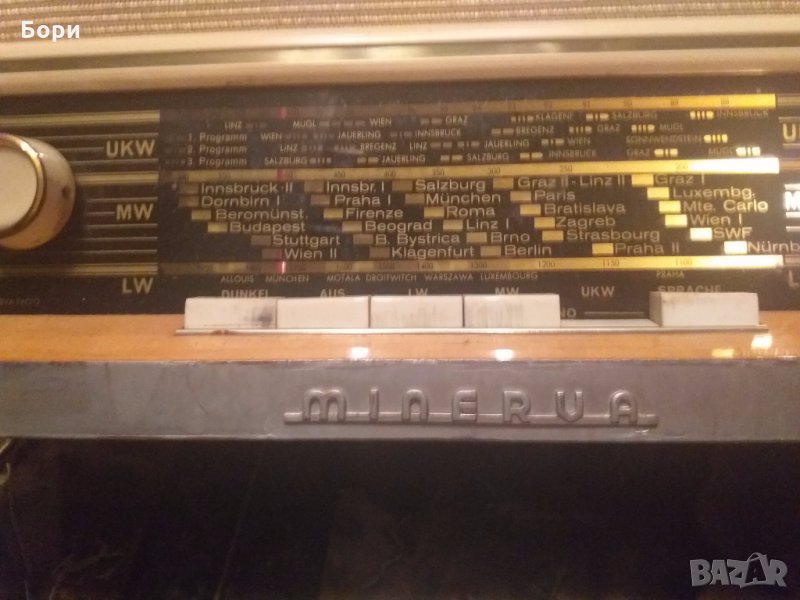 Бори
LINZ MUGL WIEN GRAZ KLAGENF SALZBURG INNSBRUCK
1. Programm WIEN JAUERLING INNSBRUCK BREGENZ GRAZ MUGL
UKW
2. Programm LINZ BREGENZ LINZ JAUERLING WIEN SONNWENDSTEIN
3. Programm SALZBURG JAUERLING SALZBURG INNSBRUCK GRAZ MUGL
Innsbruck II Innsbr. I Salzburg Graz II - Linz II Graz I
Dornbirn I Praha I München Paris Luxembg.
MW
Beromünst. Firenze Roma Bratislava Mte. Carlo
Budapest Beograd Linz I Zagreb Wien I
Stuttgart B. Bystrica Brno Strasbourg SWF
Wien II Klagenfurt Berlin Praha II Nürnb
LW
1200 1150 1100
ALLOUIS MÜNCHEN MOTALA DROITWICH WARSZAWA LUXEMBOURG PRAHA
DUNKEL AUS LW MW UKW SPRACHE
NO
MINERVA
BAZAR